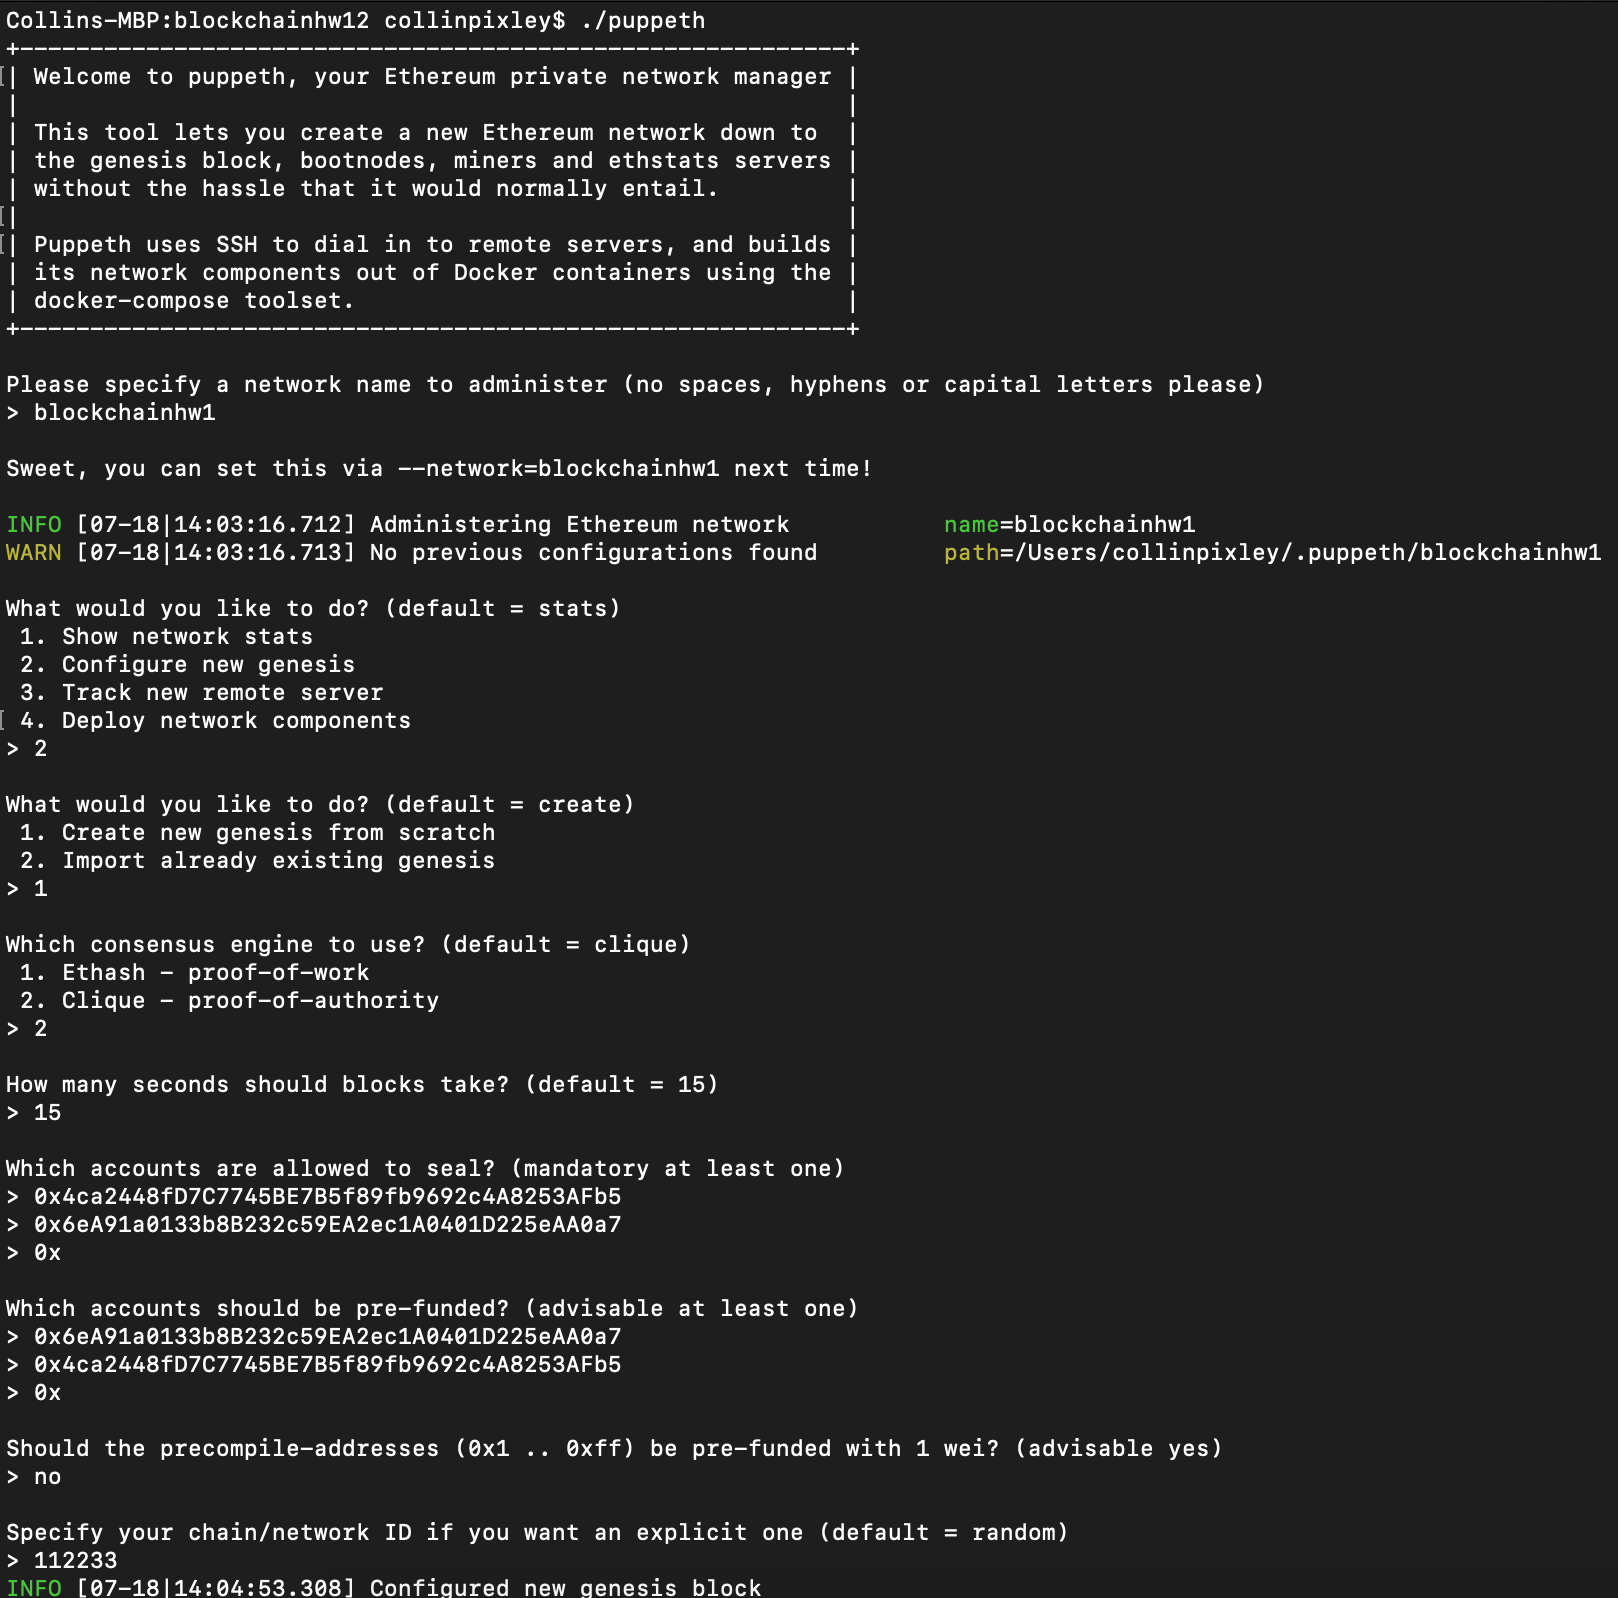 Collins-MBP:blockchainhw12 collinpixley$ ./puppeth
+-----------------------------------------------------------+
| Welcome to puppeth, your Ethereum private network manager |
|                                                           |
| This tool lets you create a new Ethereum network down to  |
| the genesis block, bootnodes, miners and ethstats servers |
| without the hassle that it would normally entail.         |
|                                                           |
| Puppeth uses SSH to dial in to remote servers, and builds |
| its network components out of Docker containers using the |
| docker-compose toolset.                                   |
+-----------------------------------------------------------+
Please specify a network name to administer (no spaces, hyphens or capital letters please)
> blockchainhw1
Sweet, you can set this via --network=blockchainhw1 next time!
INFO [07-18|14:03:16.712] Administering Ethereum network           name=blockchainhw1
WARN [07-18|14:03:16.713] No previous configurations found         path=/Users/collinpixley/.puppeth/blockchainhw1
What would you like to do? (default = stats)
 1. Show network stats
 2. Configure new genesis
 3. Track new remote server
 4. Deploy network components
> 2
What would you like to do? (default = create)
 1. Create new genesis from scratch
 2. Import already existing genesis
> 1
Which consensus engine to use? (default = clique)
 1. Ethash - proof-of-work
 2. Clique - proof-of-authority
> 2
How many seconds should blocks take? (default = 15)
> 15
Which accounts are allowed to seal? (mandatory at least one)
> 0x4ca2448fD7C7745BE7B5f89fb9692c4A8253AFb5
> 0x6eA91a0133b8B232c59EA2ec1A0401D225eAA0a7
> 0x
Which accounts should be pre-funded? (advisable at least one)
> 0x6eA91a0133b8B232c59EA2ec1A0401D225eAA0a7
> 0x4ca2448fD7C7745BE7B5f89fb9692c4A8253AFb5
> 0x
Should the precompile-addresses (0x1 .. 0xff) be pre-funded with 1 wei? (advisable yes)
> no
Specify your chain/network ID if you want an explicit one (default = random)
> 112233
INFO [07-18|14:04:53.308] Configured new genesis block